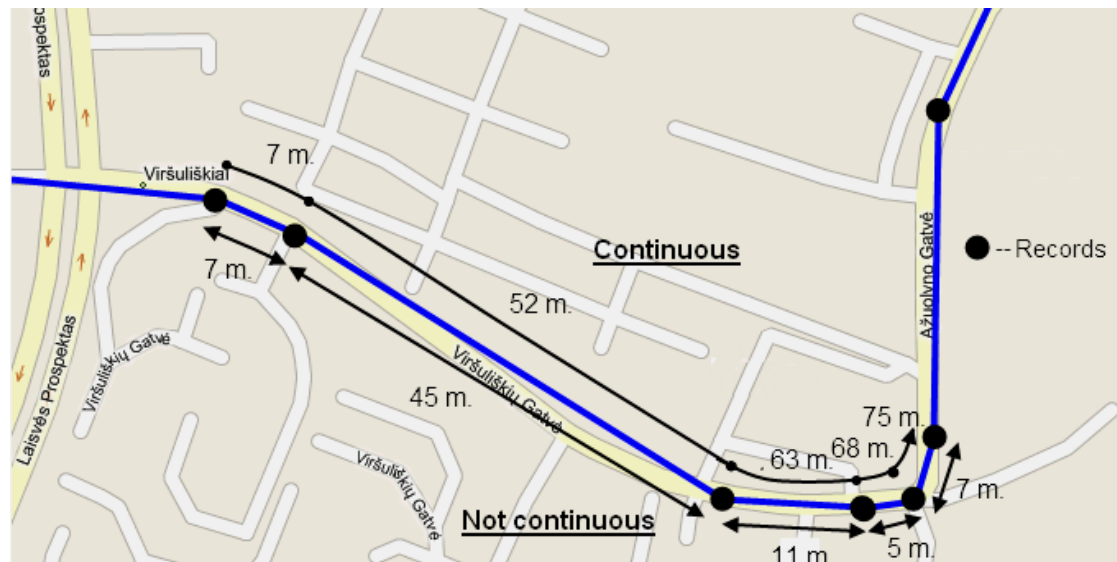 ospektas
Viršuliškiai
7 m.
Continuous
-- Records
Ažuolyno Gatvė
7 m.
52 m.
Viršuliškių Gatvė
Laisvės Prospektas
Viršuliškių Gatvė
45 m.
75 m.
68 m.
63 m.
Viršuliškių Gatvė
7 m.
Not continuous
11 m
5 m.